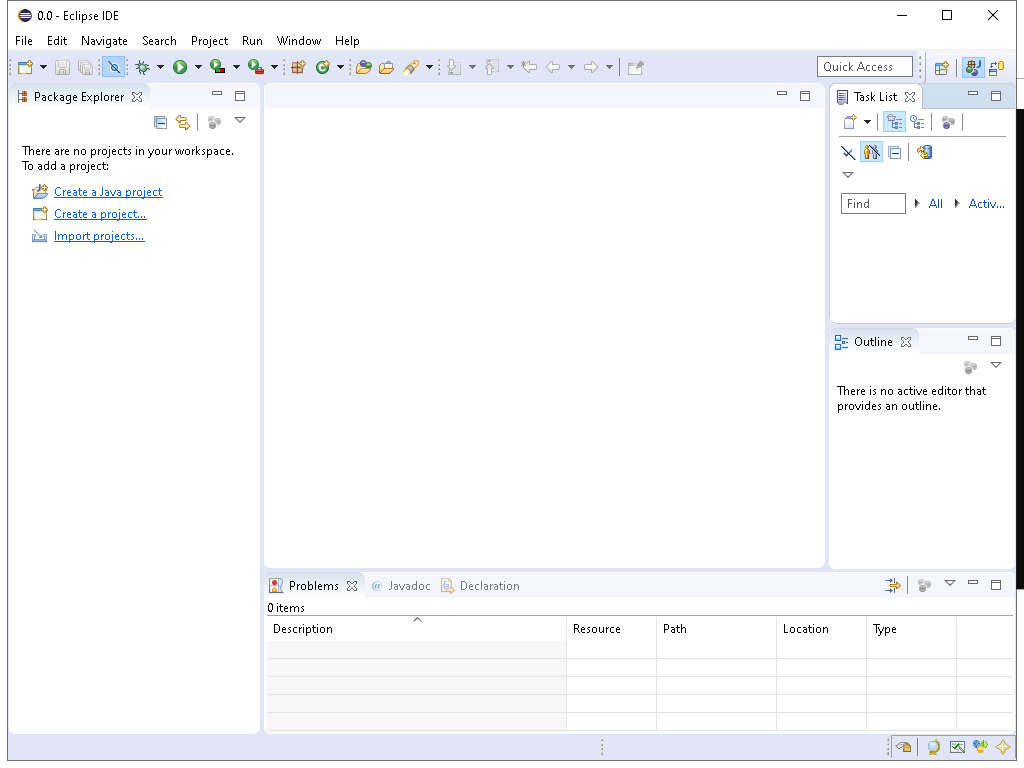 0.0 - Eclipse IDE
File Edit Navigate Search Project Run Window Help
Quick Access
Package Explorer
There are no projects in your workspace.
To add a project:
Create a Java project
Create a project...
Import projects...
Task List
Find All Activ...
Outline
There is no active editor that
provides an outline.
Problems @ Javadoc Declaration
0 items
Description Resource Path Location Type